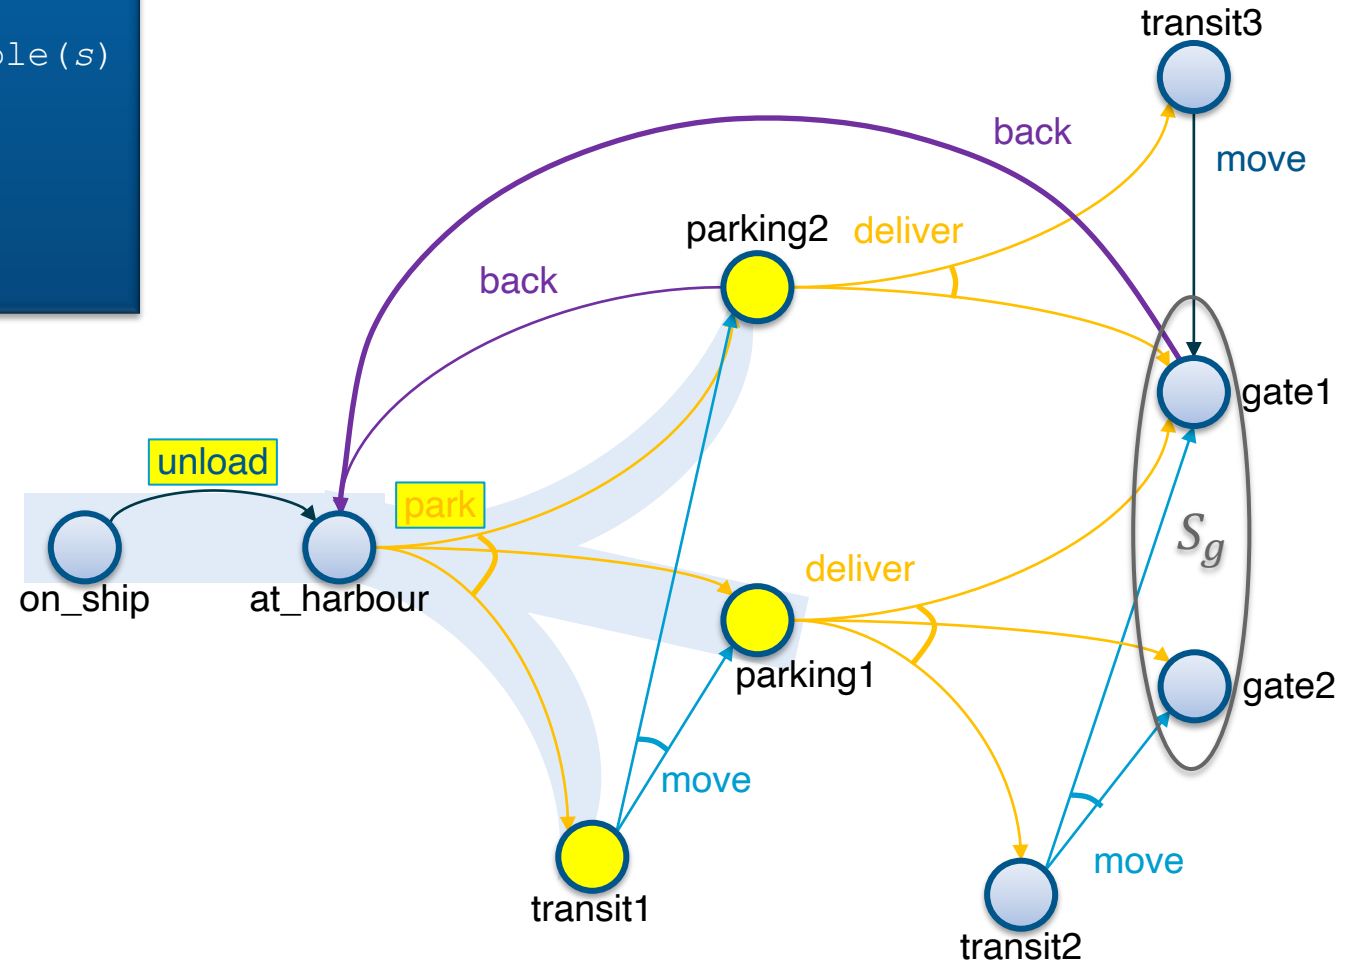 transit3
ole(s)
back
move
parking2
deliver
back
gate1
unload
park
S_g
on_ship
at_harbour
deliver
parking1
gate2
move
move
transit1
transit2